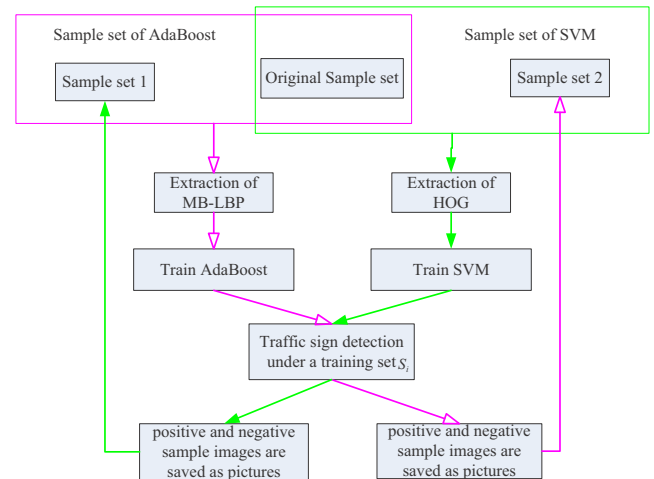 Sample set of AdaBoost
Sample set of SVM
Sample set 1
Original Sample set
Sample set 2
Extraction of
MB-LBP
Extraction of
HOG
Train AdaBoost
Train SVM
Traffic sign detection
under a training set S_i
positive and negative
sample images are
saved as pictures
positive and negative
sample images are
saved as pictures